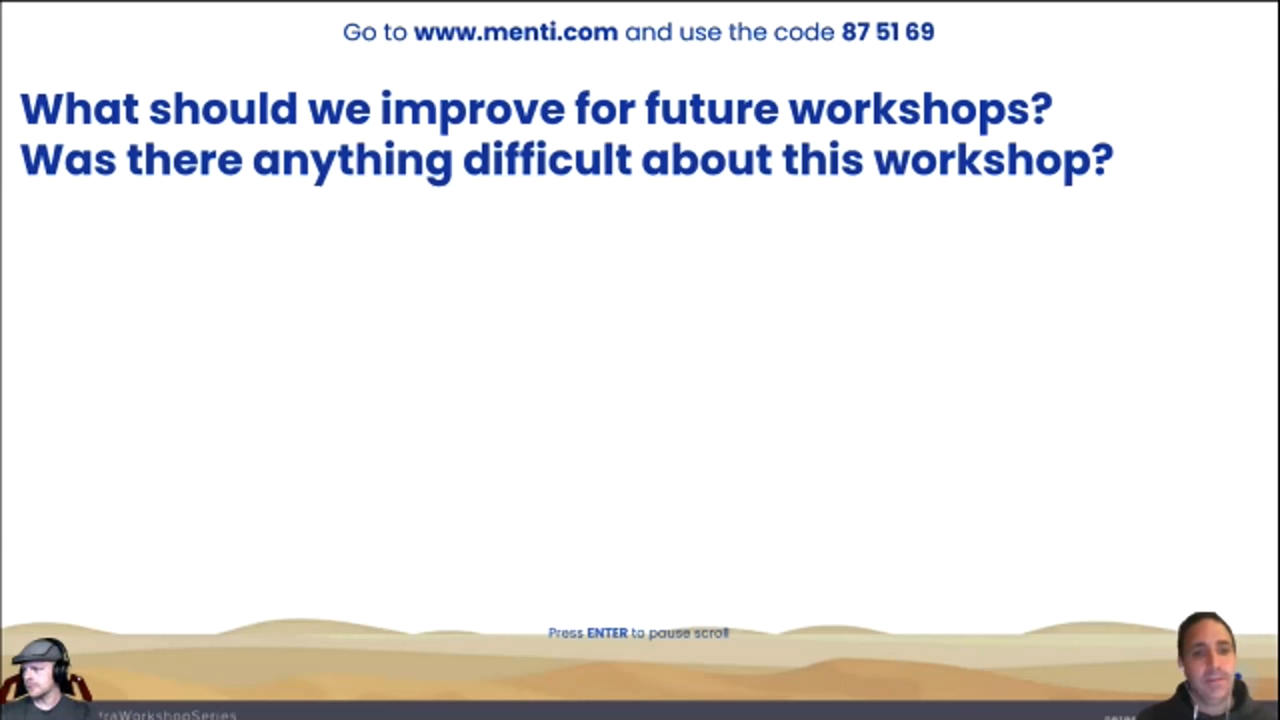 Go to www.menti.com and use the code 87 51 69
What should we improve for future workshops?
Was there anything difficult about this workshop?
Press ENTER to pause scroll
raWorkshopSeries